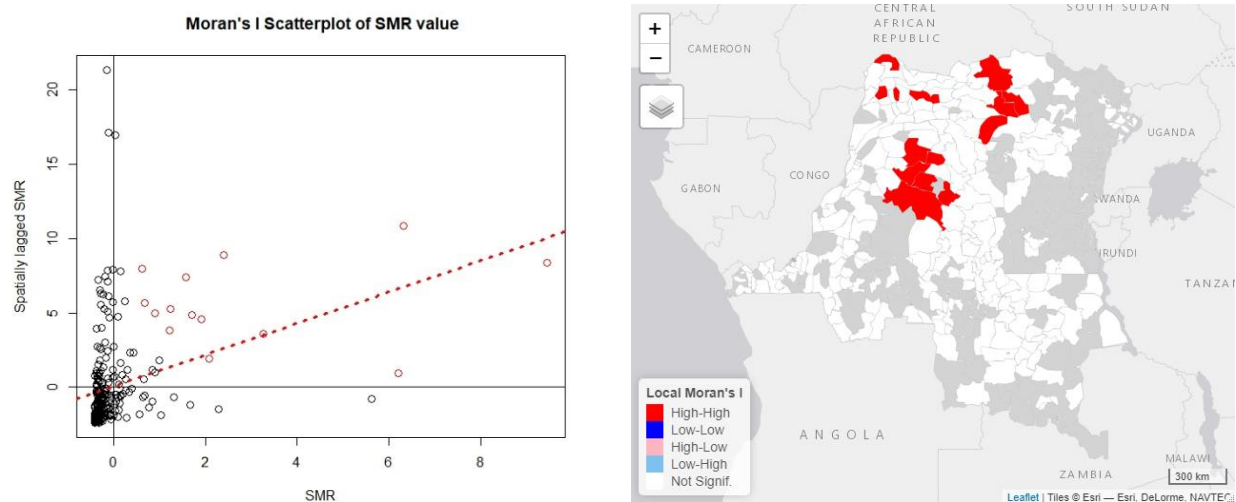 Moran's I Scatterplot of SMR value
Spatially lagged SMR
20
15
10
5
0
0 2 4 6 8
SMR
+
−
CENTRAL
AFRICAN
REPUBLIC
SOUTH SUDAN
CAMEROON
UGANDA
GABON
CONGO
WANDA
IRUNDI
TANZAN
ANGOLA
MALAWI
ZAMBIA
Local Moran's I
High-High
Low-Low
High-Low
Low-High
Not Signif.
300 km
Leaflet | Tiles © Esri — Esri, DeLorme, NAVTEQ